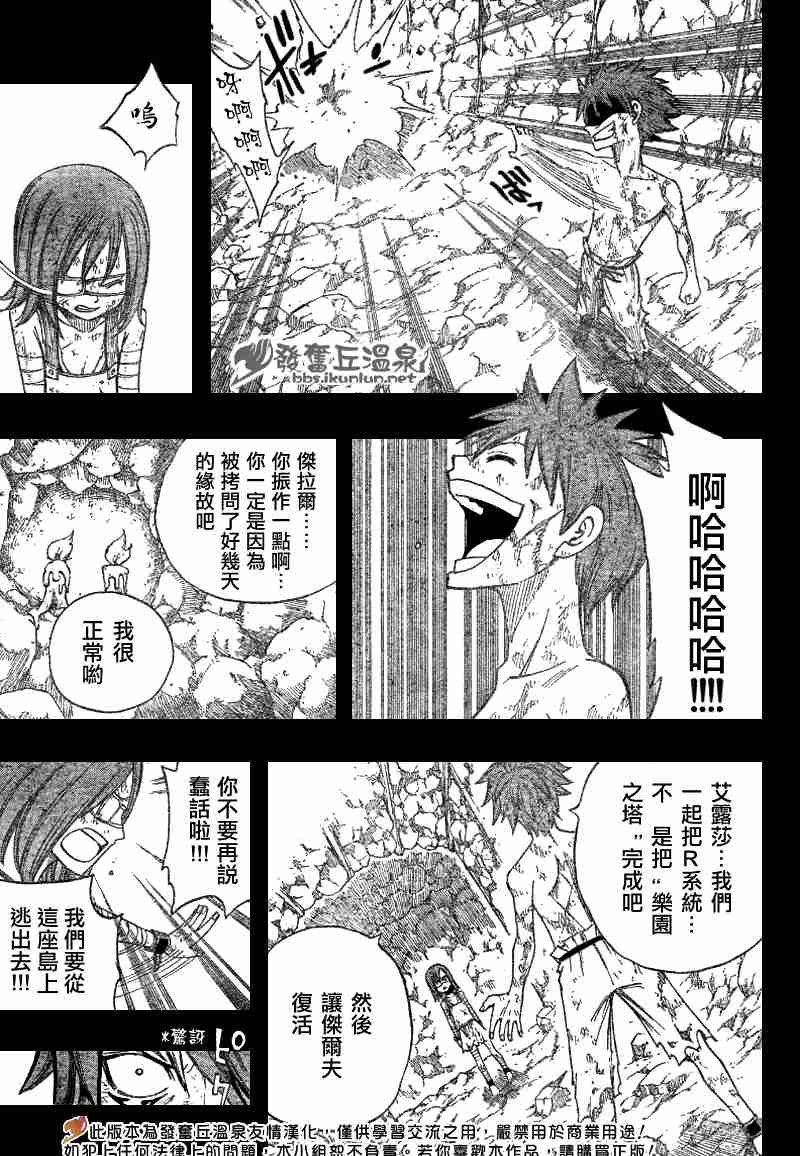 呀
啊
啊
啊
啊
嗚
發奮丘溫泉
bbs.ikunlun.net
啊哈哈哈哈!!!!
傑拉爾……
你振作一點啊…
你一定是因為
被拷問了好幾天
的緣故吧
我很
正常喲
艾露莎…我們
一起把R系統…
不 是把“樂園
之塔”完成吧
然後
讓傑爾夫
復活
你不要再說
蠢話啦!!!
我們要從
這座島上
逃出去!!!
*驚訝
此版本為發奮丘溫泉友情漢化,僅供學習交流之用,嚴禁用於商業用途!
如犯上任何法律上的問題,本小組恕不負責。若你喜歡本作品,請購買正版!